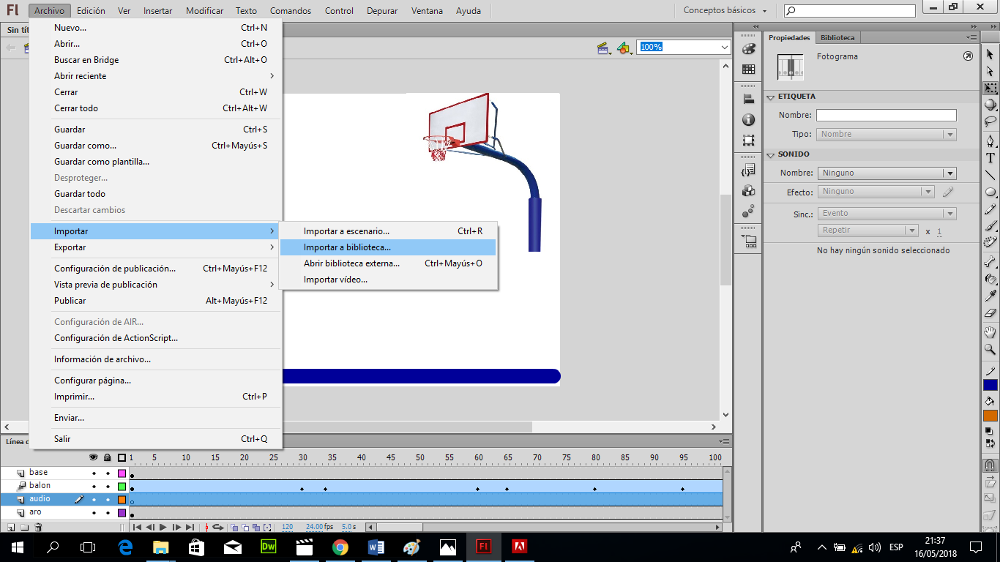 Fl Archivo Edición Ver Insertar Modificar Texto Comandos Control Depurar Ventana Ayuda Conceptos básicos
Sin tít
100%
Nuevo... Ctrl+N
Abrir... Ctrl+O
Buscar en Bridge Ctrl+Alt+O
Abrir reciente
Cerrar Ctrl+W
Cerrar todo Ctrl+Alt+W
Guardar Ctrl+S
Guardar como... Ctrl+Mayús+S
Guardar como plantilla...
Desproteger...
Guardar todo
Descartar cambios
Importar
Exportar
Configuración de publicación... Ctrl+Mayús+F12
Vista previa de publicación
Publicar Alt+Mayús+F12
Configuración de AIR...
Configuración de ActionScript...
Información de archivo...
Configurar página...
Imprimir... Ctrl+P
Enviar...
Salir Ctrl+Q
Importar a escenario... Ctrl+R
Importar a biblioteca...
Abrir biblioteca externa... Ctrl+Mayús+O
Importar vídeo...
Propiedades Biblioteca
Fotograma
ETIQUETA
Nombre:
Tipo: Nombre
SONIDO
Nombre: Ninguno
Efecto: Ninguno
Sinc.: Evento
Repetir x 1
No hay ningún sonido seleccionado
T
Línea d
1 5 10 15 20 25 30 35 40 45 50 55 60 65 70 75 80 85 90 95 100
base
balon
audio
aro
120 24.00 fps 5.0 s
Dw
Fl
ESP
21:37
16/05/2018